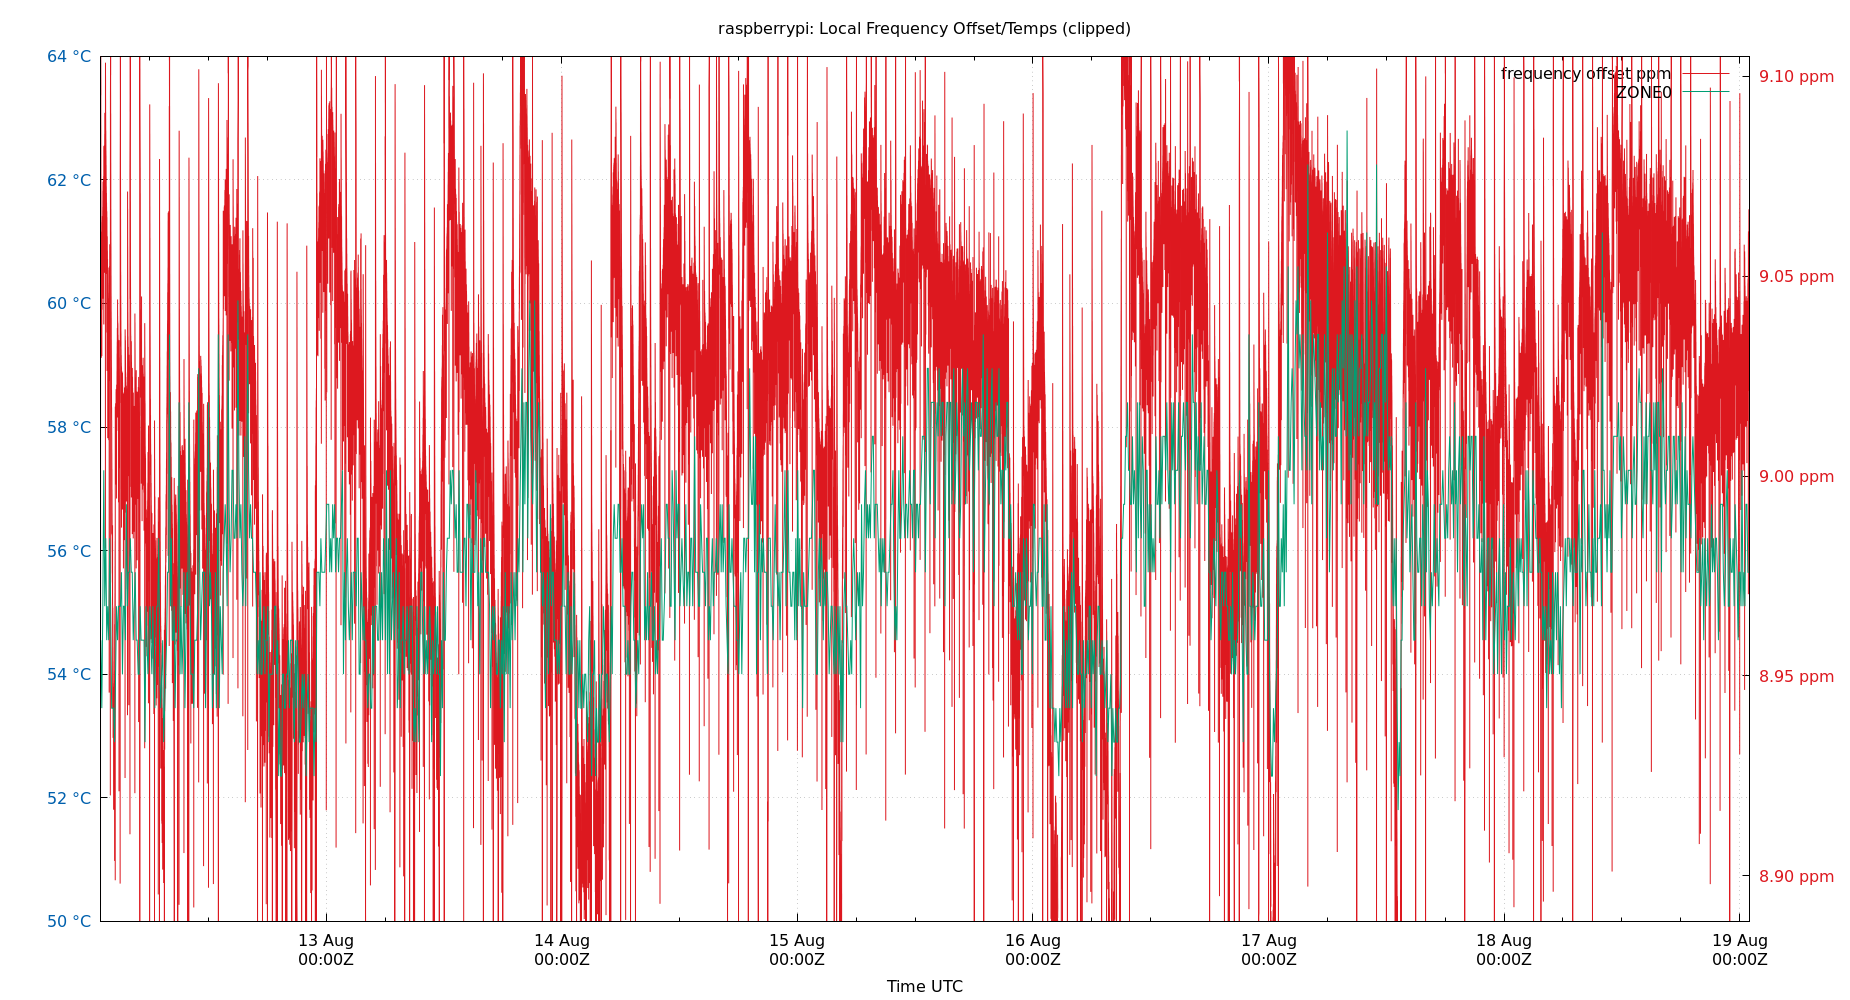 raspberrypi: Local Frequency Offset/Temps (clipped)
64 °C
62 °C
60 °C
58 °C
56 °C
54 °C
52 °C
50 °C
frequency offset ppm
ZONE0
9.10 ppm
9.05 ppm
9.00 ppm
8.95 ppm
8.90 ppm
13 Aug
00:00Z
14 Aug
00:00Z
15 Aug
00:00Z
16 Aug
00:00Z
17 Aug
00:00Z
18 Aug
00:00Z
19 Aug
00:00Z
Time UTC